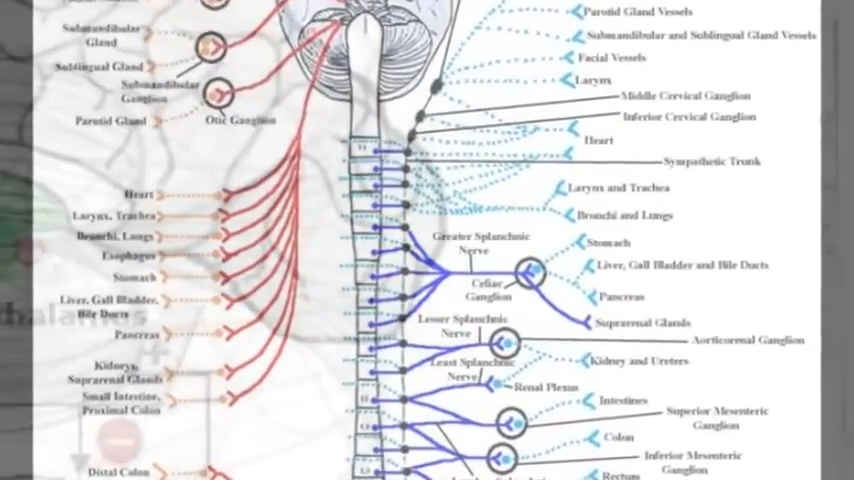 Submandibular
Gland
Sublingual Gland
Submandibular
Ganglion
Parotid Gland
Otic Ganglion
Heart
Larynx, Trachea
Bronchi, Lungs
Esophagus
Stomach
Liver, Gall Bladder,
Bile Ducts
Pancreas
Kidneys,
Suprarenal Glands
Small Intestine,
Proximal Colon
Distal Colon
thalamus
Parotid Gland Vessels
Submandibular and Sublingual Gland Vessels
Facial Vessels
Larynx
Middle Cervical Ganglion
Inferior Cervical Ganglion
Heart
Sympathetic Trunk
Larynx and Trachea
Bronchi and Lungs
Greater Splanchnic
Nerve
Stomach
Liver, Gall Bladder and Bile Ducts
Celiac
Ganglion
Pancreas
Suprarenal Glands
Lesser Splanchnic
Nerve
Aorticorenal Ganglion
Least Splanchnic
Nerve
Kidney and Ureters
Renal Plexus
Intestines
Superior Mesenteric
Ganglion
Colon
Inferior Mesenteric
Ganglion
Rectum